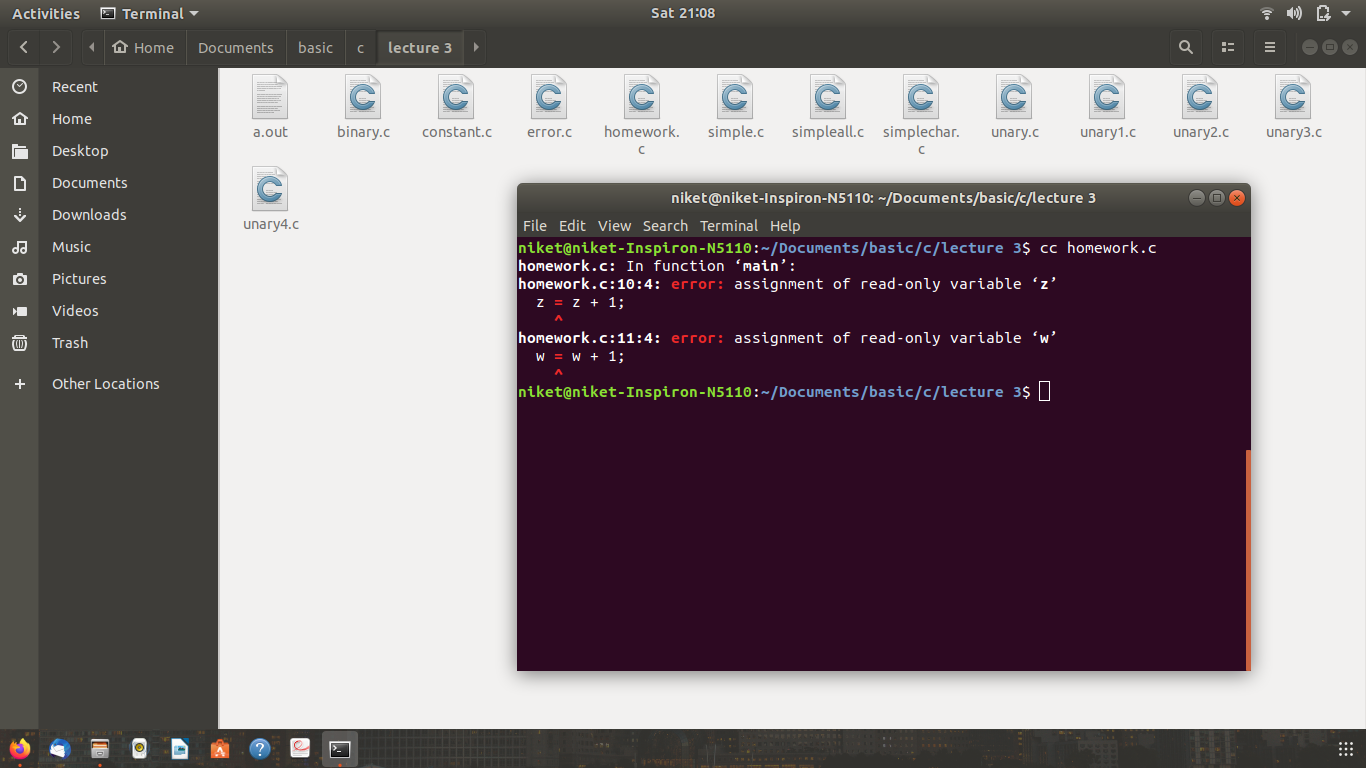 Activities
Terminal
Sat 21:08
Home
Documents
basic
c
lecture 3
Recent
Home
Desktop
Documents
Downloads
Music
Pictures
Videos
Trash
Other Locations
a.out
binary.c
constant.c
error.c
homework.
c
simple.c
simpleall.c
simplechar.
c
unary.c
unary1.c
unary2.c
unary3.c
unary4.c
niket@niket-Inspiron-N5110: ~/Documents/basic/c/lecture 3
File Edit View Search Terminal Help
niket@niket-Inspiron-N5110:~/Documents/basic/c/lecture 3$ cc homework.c
homework.c: In function ‘main’:
homework.c:10:4: error: assignment of read-only variable ‘z’
  z = z + 1;
    ^
homework.c:11:4: error: assignment of read-only variable ‘w’
  w = w + 1;
    ^
niket@niket-Inspiron-N5110:~/Documents/basic/c/lecture 3$